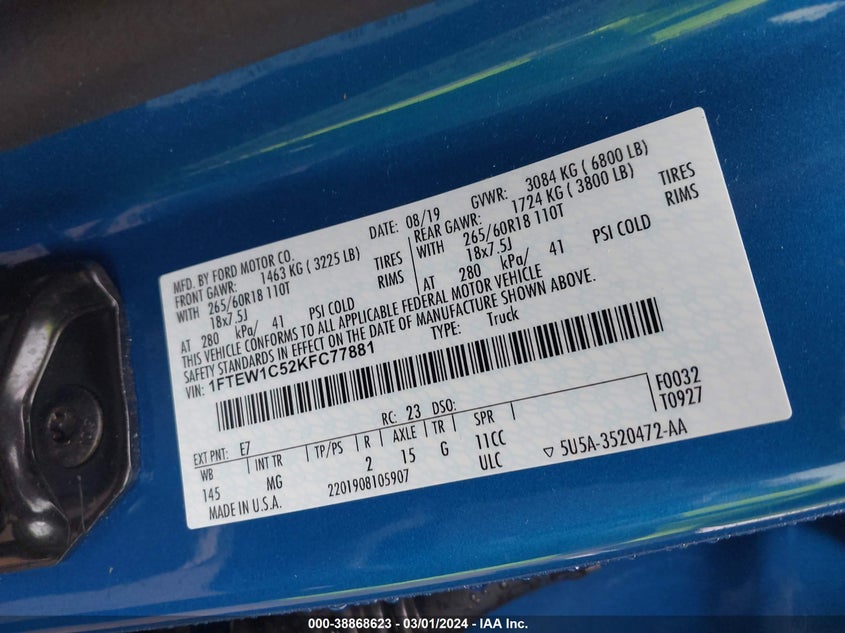 MFD. BY FORD MOTOR CO.
DATE: 08/19
GVWR: 3084 KG ( 6800 LB)
FRONT GAWR: 1463 KG ( 3225 LB)
REAR GAWR: 1724 KG ( 3800 LB)
WITH 265/60R18 110T TIRES
WITH 265/60R18 110T TIRES
18x7.5J RIMS
18x7.5J RIMS
AT 280 kPa/ 41 PSI COLD
AT 280 kPa/ 41 PSI COLD
THIS VEHICLE CONFORMS TO ALL APPLICABLE FEDERAL MOTOR VEHICLE
SAFETY STANDARDS IN EFFECT ON THE DATE OF MANUFACTURE SHOWN ABOVE.
VIN: 1FTEW1C52KFC77881
TYPE: Truck
F0032
T0927
EXT PNT: E7 RC: 23 DSO:
WB INT TR TP/PS R AXLE TR SPR
145 MG 2 15 G 11CC
ULC
MADE IN U.S.A. 2201908105907
▽ 5U5A-3520472-AA
000-38868623 - 03/01/2024 - IAA Inc.